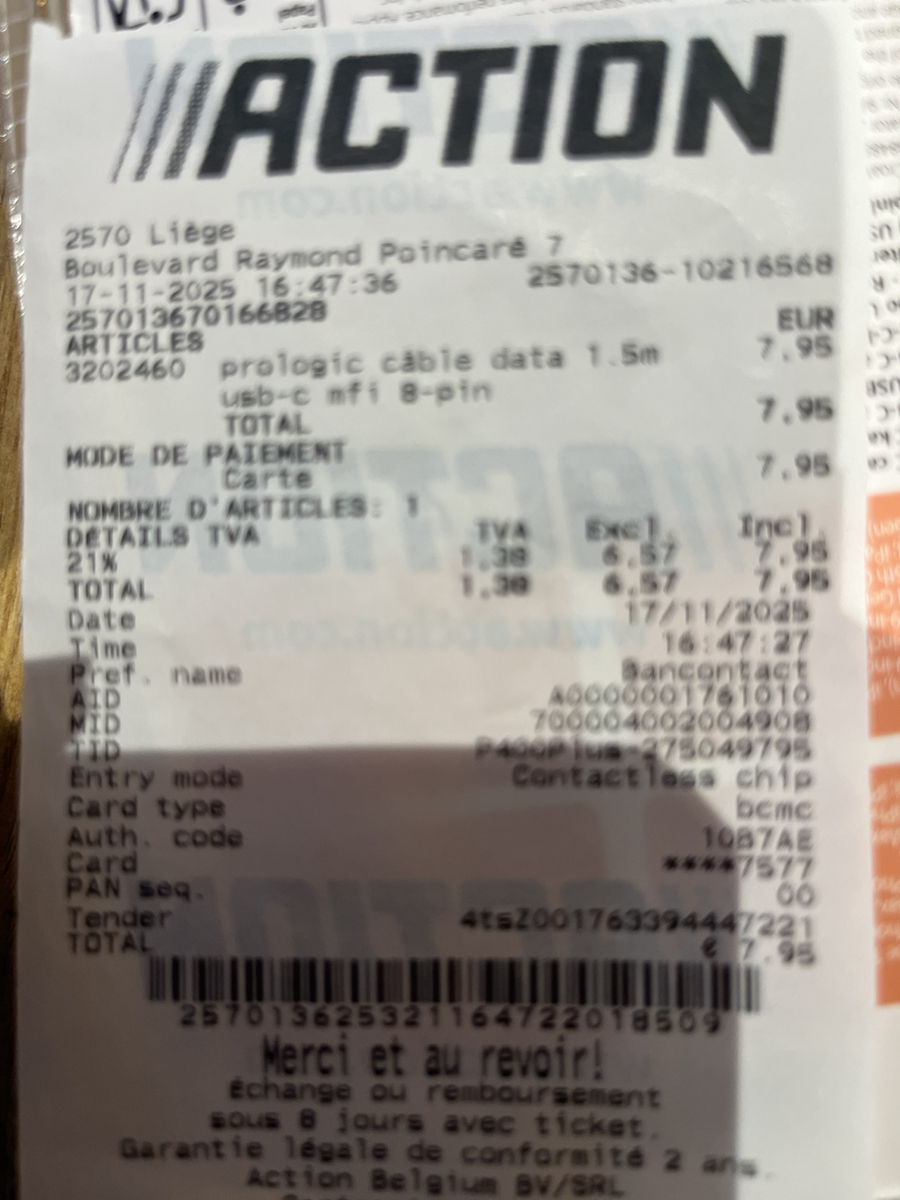 ACTION
2570 Liège
Boulevard Raymond Poincaré 7
17-11-2025 16:47:36 2570136-10216568
257013670166828
EUR
ARTICLES
3202460 prologic câble data 1.5m 7.95
usb-c mfi 8-pin
TOTAL 7.95
MODE DE PAIEMENT
Carte 7.95
NOMBRE D'ARTICLES: 1
DÉTAILS TVA TVA Excl. Incl.
21% 1.38 6.57 7.95
TOTAL 1.38 6.57 7.95
Date 17/11/2025
Time 16:47:27
Pref. name Bancontact
AID A0000001761010
MID 700004002004908
TID P400Plus-275049795
Entry mode Contactless chip
Card type bcmc
Auth. code 10B7AE
Card ****7577
PAN seq. 00
Tender 4tsZ001763394447221
TOTAL € 7.95
257013625321164722018509
Merci et au revoir!
Échange ou remboursement
sous 8 jours avec ticket.
Garantie légale de conformité 2 ans.
Action Belgium BV/SRL